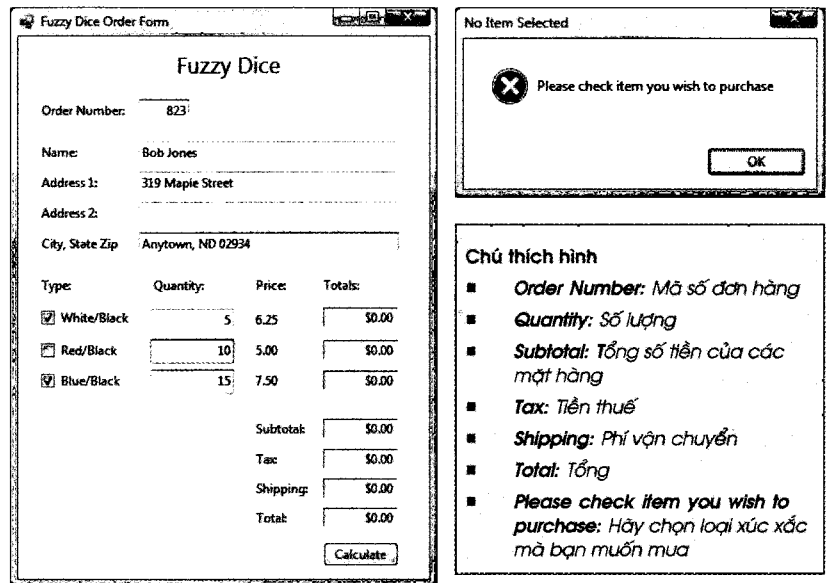 Fuzzy Dice Order Form
Fuzzy Dice
Order Number: 823
Name: Bob Jones
Address 1: 319 Maple Street
Address 2:
City, State Zip Anytown, ND 02934
Type: Quantity: Price: Totals:
White/Black 5 6.25 $0.00
Red/Black 10 5.00 $0.00
Blue/Black 15 7.50 $0.00
Subtotal: $0.00
Tax: $0.00
Shipping: $0.00
Total: $0.00
Calculate
No Item Selected
Please check item you wish to purchase
OK
Chú thích hình
Order Number: Mã số đơn hàng
Quantity: Số lượng
Subtotal: Tổng số tiền của các
mặt hàng
Tax: Tiền thuế
Shipping: Phí vận chuyển
Total: Tổng
Please check item you wish to
purchase: Hãy chọn loại xúc xắc
mà bạn muốn mua